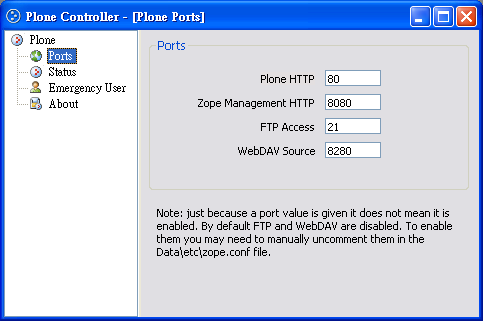 Plone Controller - [Plone Ports]
Plone
Ports
Status
Emergency User
About
Ports
Plone HTTP 80
Zope Management HTTP 8080
FTP Access 21
WebDAV Source 8280
Note: just because a port value is given it does not mean it is
enabled. By default FTP and WebDAV are disabled. To enable
them you may need to manually uncomment them in the
Data\etc\zope.conf file.